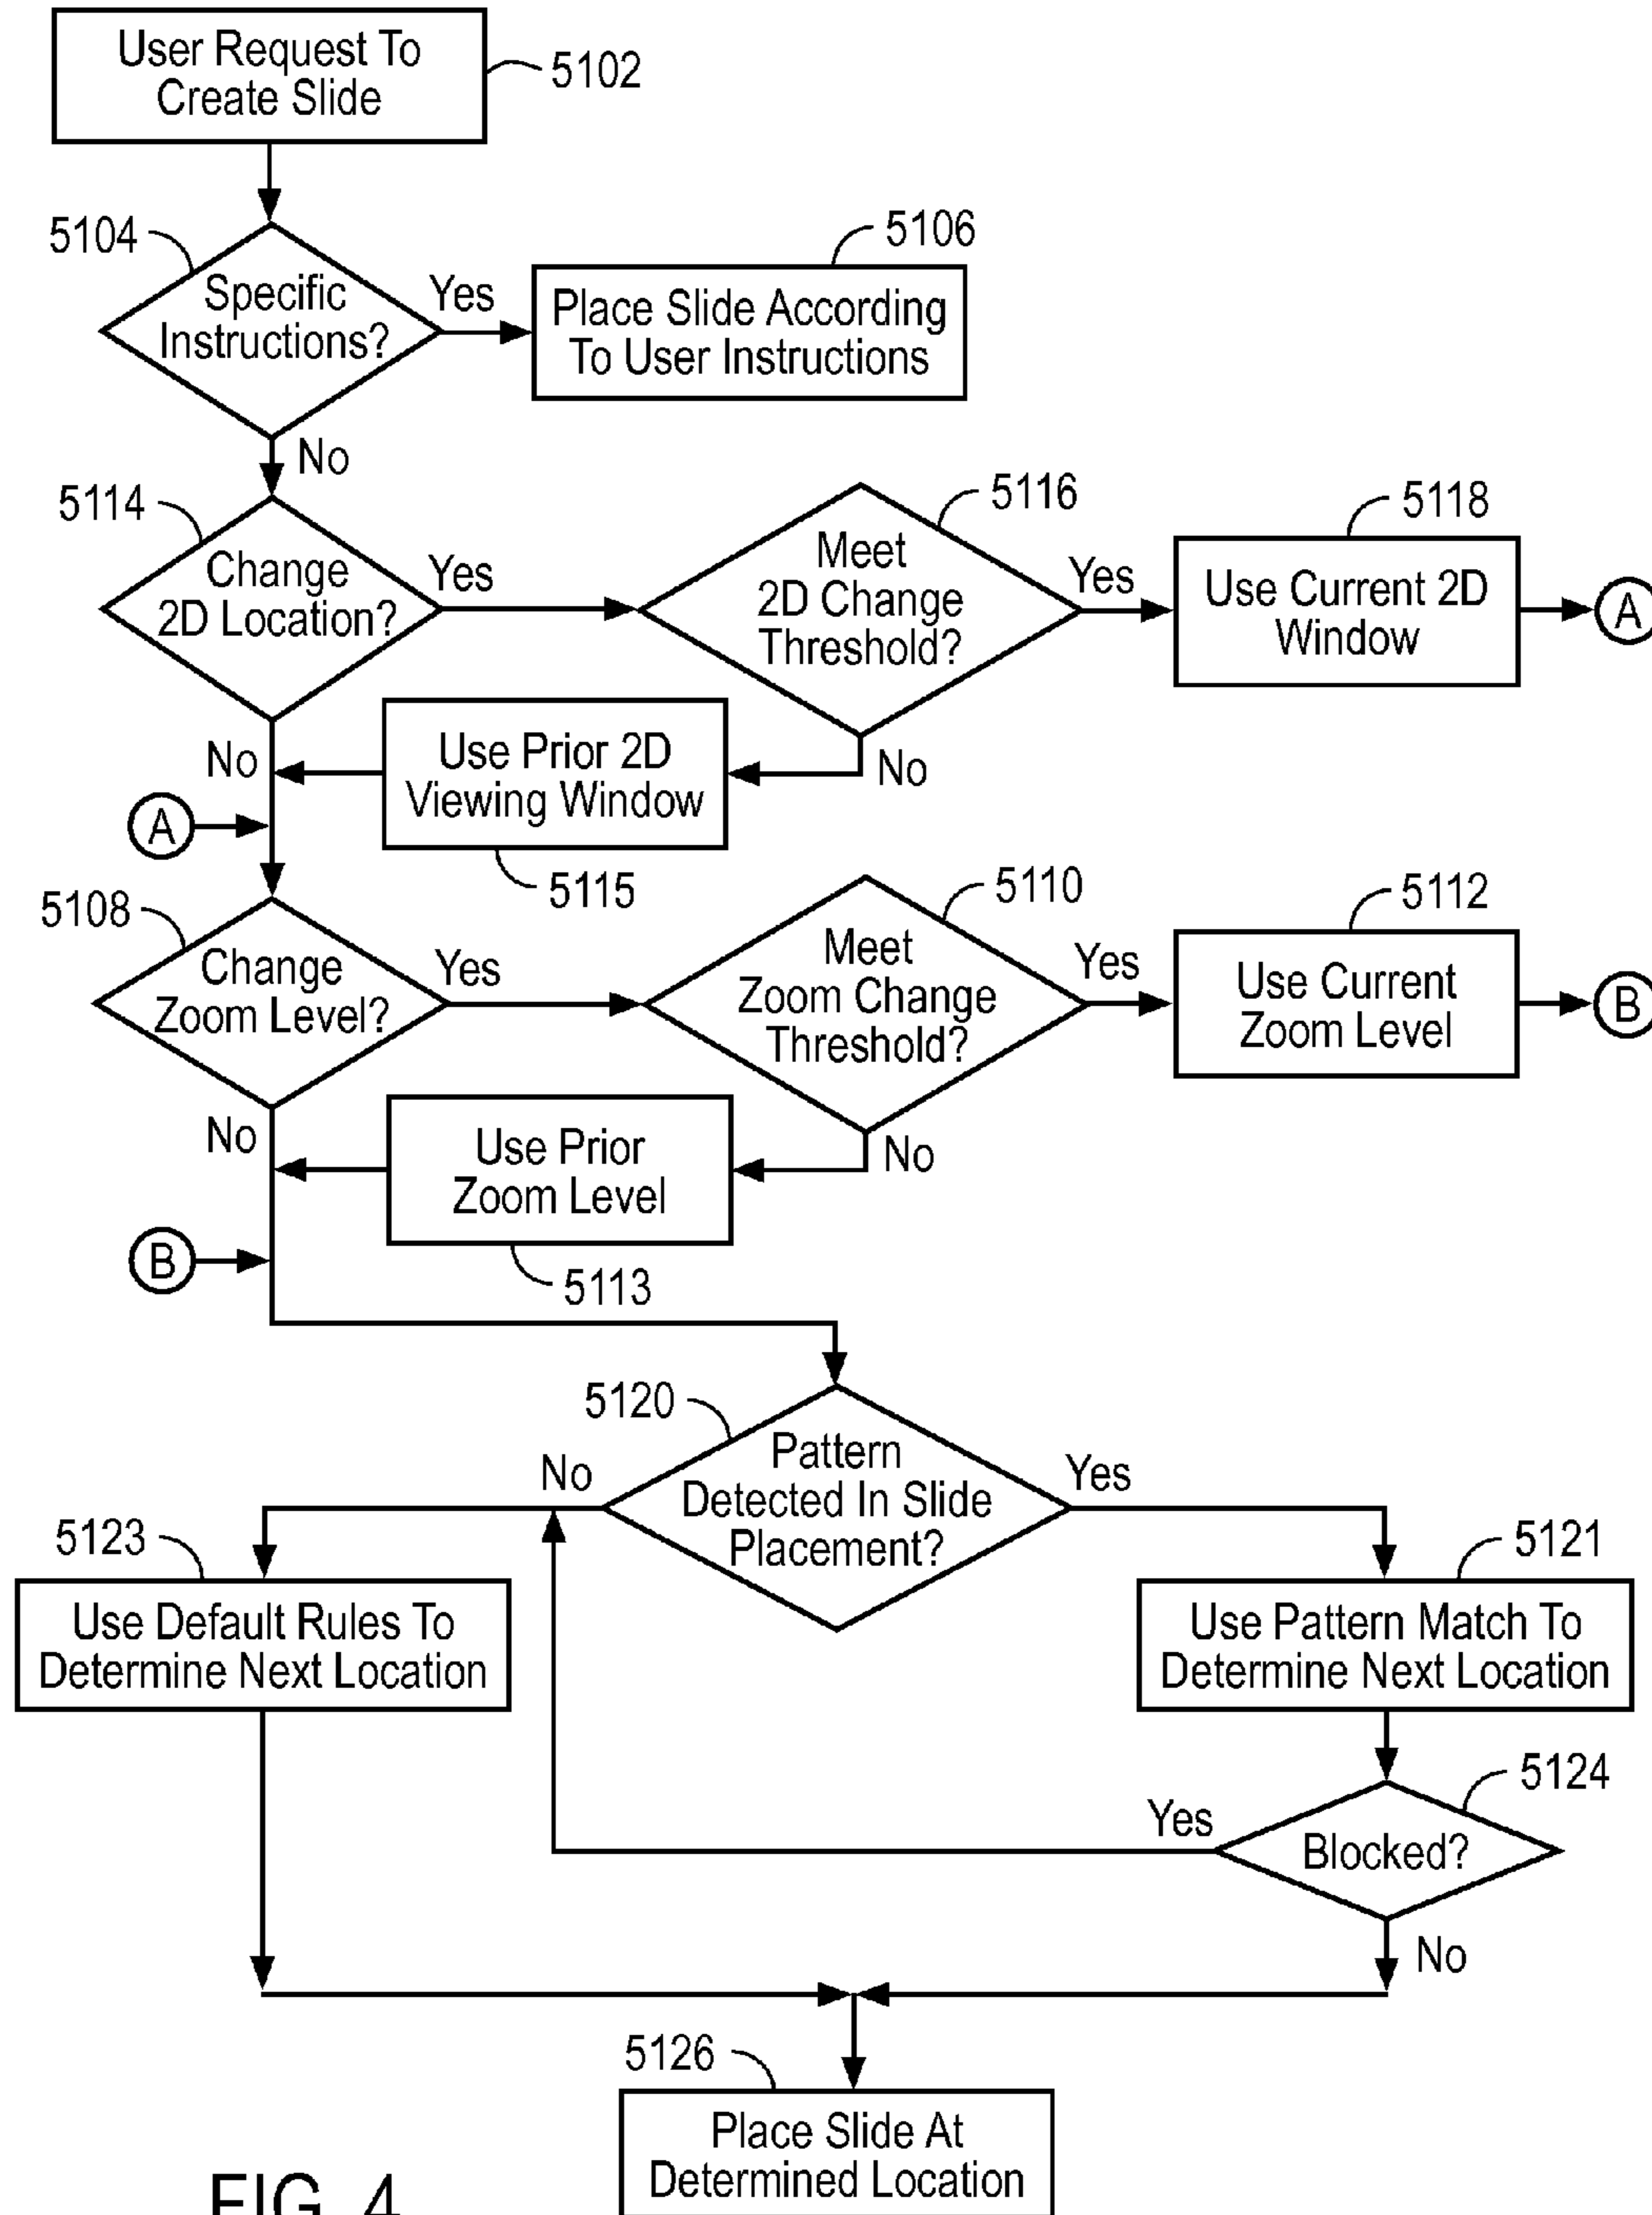 User Request To
Create Slide
5102
5104
5106
Specific
Instructions?
Yes
Place Slide According
To User Instructions
No
5114
5116
5118
Change
2D Location?
Yes
Meet
2D Change
Threshold?
Yes
Use Current 2D
Window
A
No
Use Prior 2D
Viewing Window
No
A
5115
5108
5110
5112
Change
Zoom Level?
Yes
Meet
Zoom Change
Threshold?
Yes
Use Current
Zoom Level
B
No
Use Prior
Zoom Level
No
B
5113
5120
Pattern
Detected In Slide
Placement?
No
Yes
5123
5121
Use Default Rules To
Determine Next Location
Use Pattern Match To
Determine Next Location
5124
Yes
Blocked?
No
5126
Place Slide At
Determined Location
FIG. 4